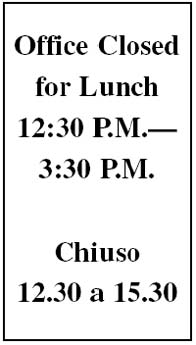 Office Closed
for Lunch
12:30 P.M.—
3:30 P.M.
Chiuso
12.30 a 15.30